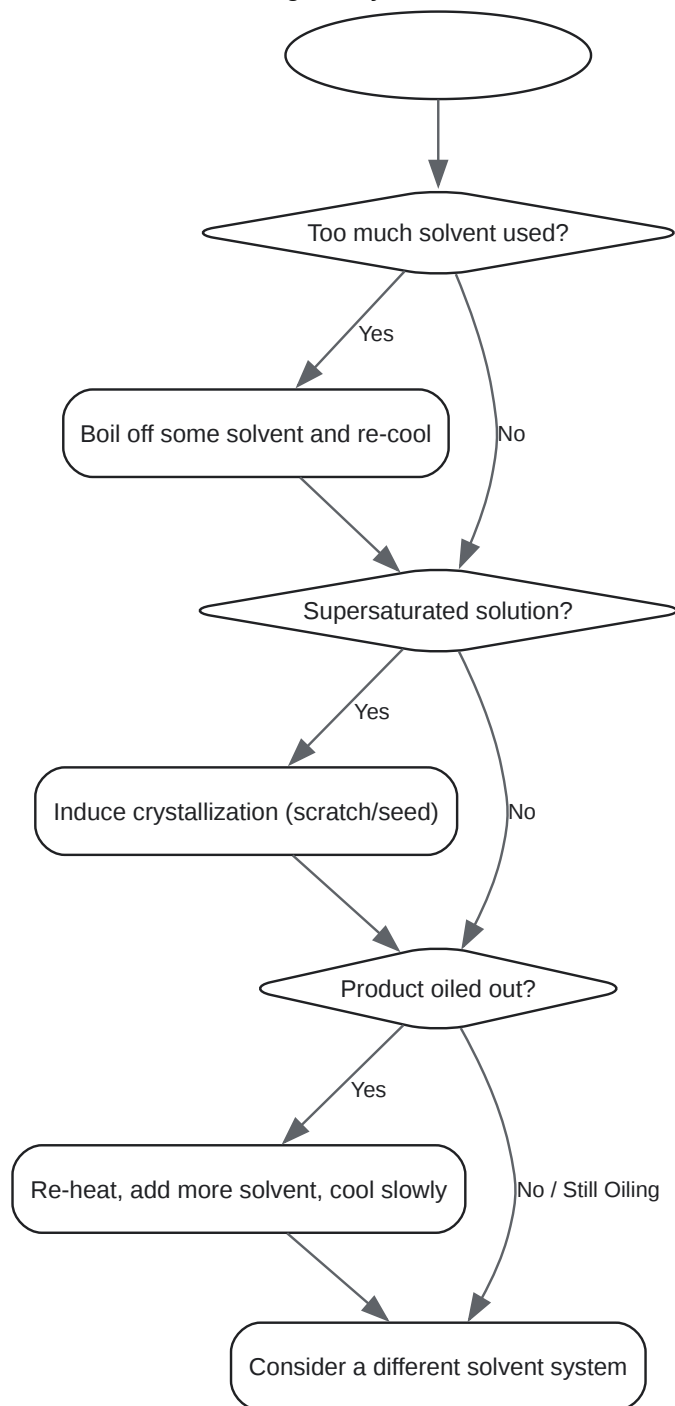 Too much solvent used?
Yes
Boil off some solvent and re-cool
No
Supersaturated solution?
Yes
Induce crystallization (scratch/seed)
No
Product oiled out?
Yes
Re-heat, add more solvent, cool slowly
No / Still Oiling
Consider a different solvent system